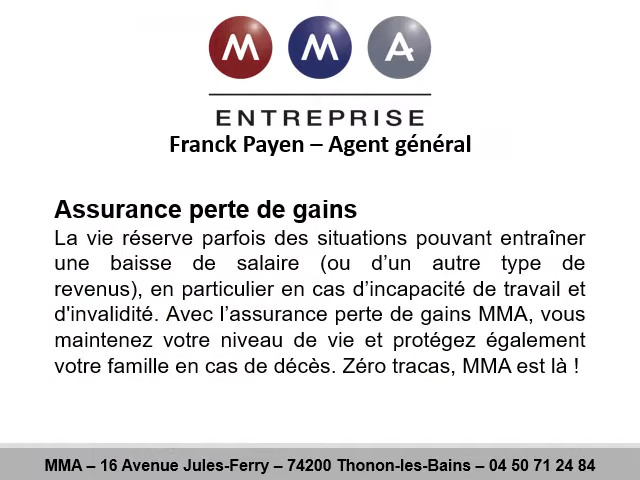 M M A
ENTREPRISE
Franck Payen – Agent général
Assurance perte de gains
La vie réserve parfois des situations pouvant entraîner
une baisse de salaire (ou d’un autre type de
revenus), en particulier en cas d’incapacité de travail et
d'invalidité. Avec l’assurance perte de gains MMA, vous
maintenez votre niveau de vie et protégez également
votre famille en cas de décès. Zéro tracas, MMA est là !
MMA – 16 Avenue Jules-Ferry – 74200 Thonon-les-Bains – 04 50 71 24 84